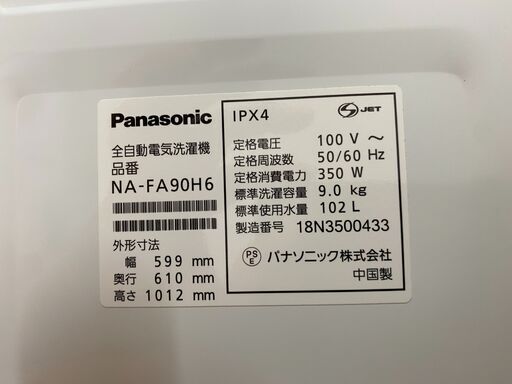 Panasonic
全自動電気洗濯機
品番
NA-FA90H6
外形寸法
幅 599 mm
奥行 610 mm
高さ 1012 mm
IPX4
S JET
定格電圧 100 V ～
定格周波数 50/60 Hz
定格消費電力 350 W
標準洗濯容量 9.0 kg
標準使用水量 102 L
製造番号 18N3500433
PS E パナソニック株式会社
中国製